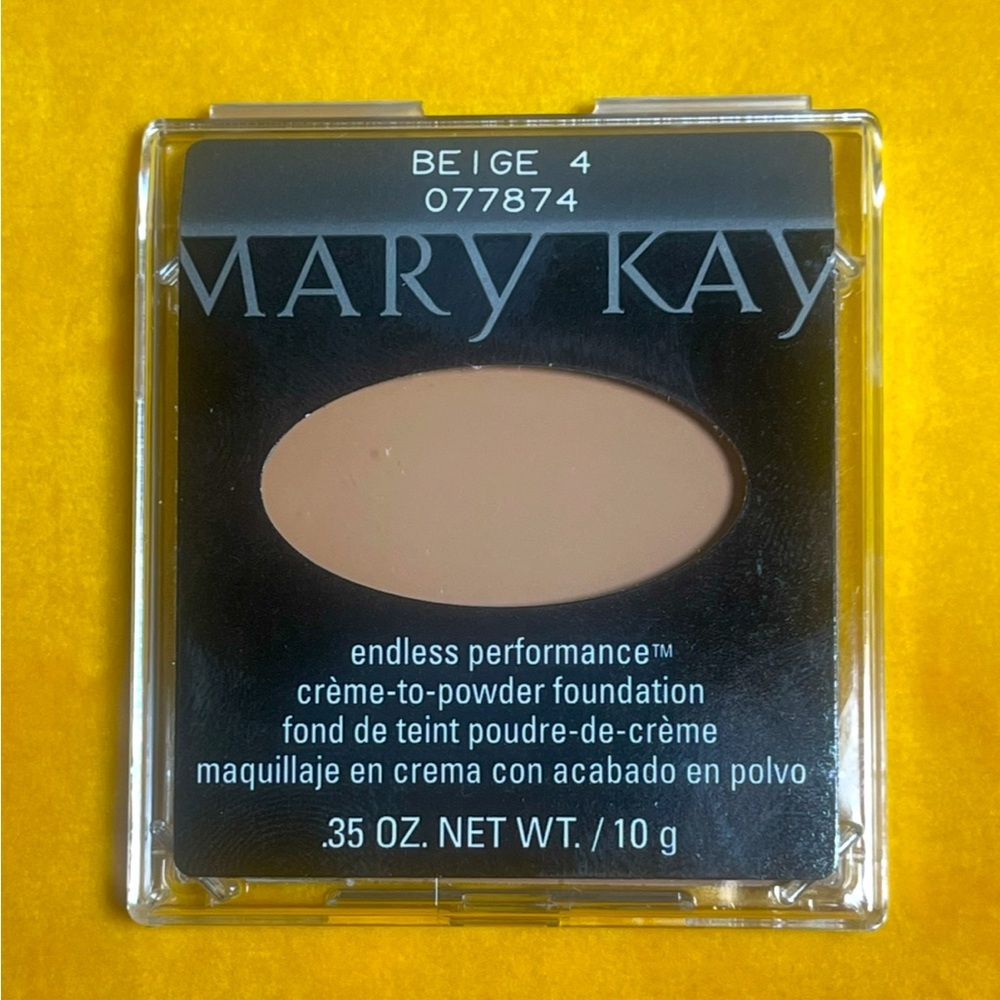 BEIGE 4
077874
MARY KAY
endless performance™
crème-to-powder foundation
fond de teint poudre-de-crème
maquillaje en crema con acabado en polvo
.35 OZ. NET WT. / 10 g